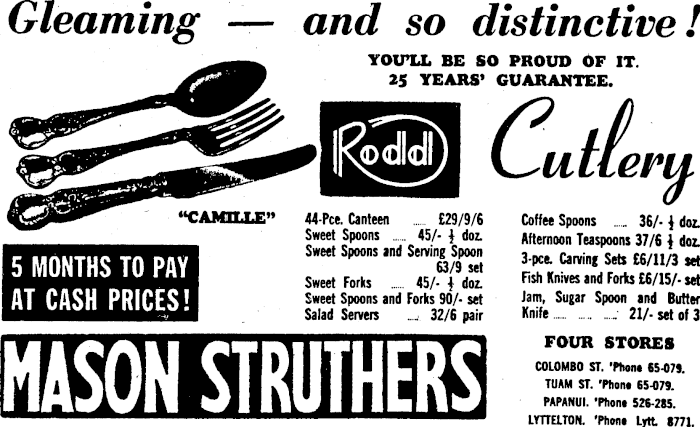 Gleaming — and so distinctive!
YOU'LL BE SO PROUD OF IT.
25 YEARS' GUARANTEE.
Rodd
Cutlery
"CAMILLE"
5 MONTHS TO PAY
AT CASH PRICES!
44-Pce. Canteen ..... £29/9/6
Sweet Spoons ..... 45/- ½ doz.
Sweet Spoons and Serving Spoon
63/9 set
Sweet Forks ..... 45/- ½ doz.
Sweet Spoons and Forks 90/- set
Salad Servers ..... 32/6 pair
Coffee Spoons ..... 36/- ½ doz.
Afternoon Teaspoons 37/6 ½ doz.
3-pce. Carving Sets £6/11/3 set
Fish Knives and Forks £6/15/- set
Jam, Sugar Spoon and Butter
Knife ..... ..... ..... 21/- set of 3
MASON STRUTHERS
FOUR STORES
COLOMBO ST. 'Phone 65-079.
TUAM ST. 'Phone 65-079.
PAPANUI. 'Phone 526-285.
LYTTELTON. 'Phone Lytt. 8771.